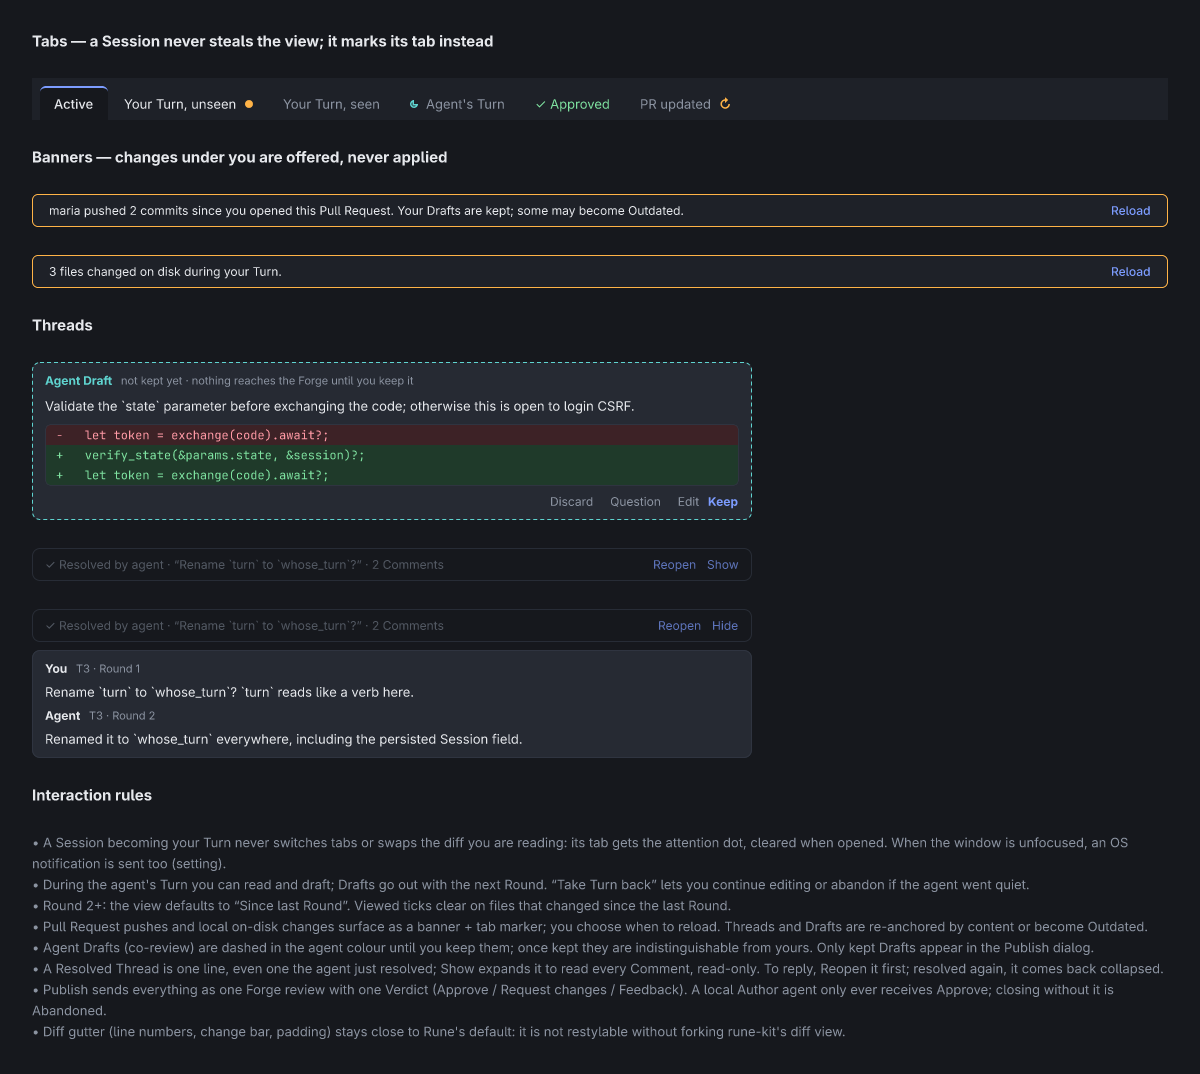 Tabs — a Session never steals the view; it marks its tab instead
Active
Your Turn, unseen
Your Turn, seen
Agent's Turn
✓ Approved
PR updated
Banners — changes under you are offered, never applied
maria pushed 2 commits since you opened this Pull Request. Your Drafts are kept; some may become Outdated.
Reload
3 files changed on disk during your Turn.
Reload
Threads
Agent Draft not kept yet · nothing reaches the Forge until you keep it
Validate the `state` parameter before exchanging the code; otherwise this is open to login CSRF.
- let token = exchange(code).await?;
+ verify_state(&params.state, &session)?;
+ let token = exchange(code).await?;
Discard Question Edit Keep
✓ Resolved by agent · “Rename `turn` to `whose_turn`?” · 2 Comments
Reopen Show
✓ Resolved by agent · “Rename `turn` to `whose_turn`?” · 2 Comments
Reopen Hide
You T3 · Round 1
Rename `turn` to `whose_turn`? `turn` reads like a verb here.
Agent T3 · Round 2
Renamed it to `whose_turn` everywhere, including the persisted Session field.
Interaction rules
• A Session becoming your Turn never switches tabs or swaps the diff you are reading: its tab gets the attention dot, cleared when opened. When the window is unfocused, an OS
notification is sent too (setting).
• During the agent's Turn you can read and draft; Drafts go out with the next Round. “Take Turn back” lets you continue editing or abandon if the agent went quiet.
• Round 2+: the view defaults to “Since last Round”. Viewed ticks clear on files that changed since the last Round.
• Pull Request pushes and local on-disk changes surface as a banner + tab marker; you choose when to reload. Threads and Drafts are re-anchored by content or become Outdated.
• Agent Drafts (co-review) are dashed in the agent colour until you keep them; once kept they are indistinguishable from yours. Only kept Drafts appear in the Publish dialog.
• A Resolved Thread is one line, even one the agent just resolved; Show expands it to read every Comment, read-only. To reply, Reopen it first; resolved again, it comes back collapsed.
• Publish sends everything as one Forge review with one Verdict (Approve / Request changes / Feedback). A local Author agent only ever receives Approve; closing without it is
Abandoned.
• Diff gutter (line numbers, change bar, padding) stays close to Rune's default: it is not restylable without forking rune-kit's diff view.